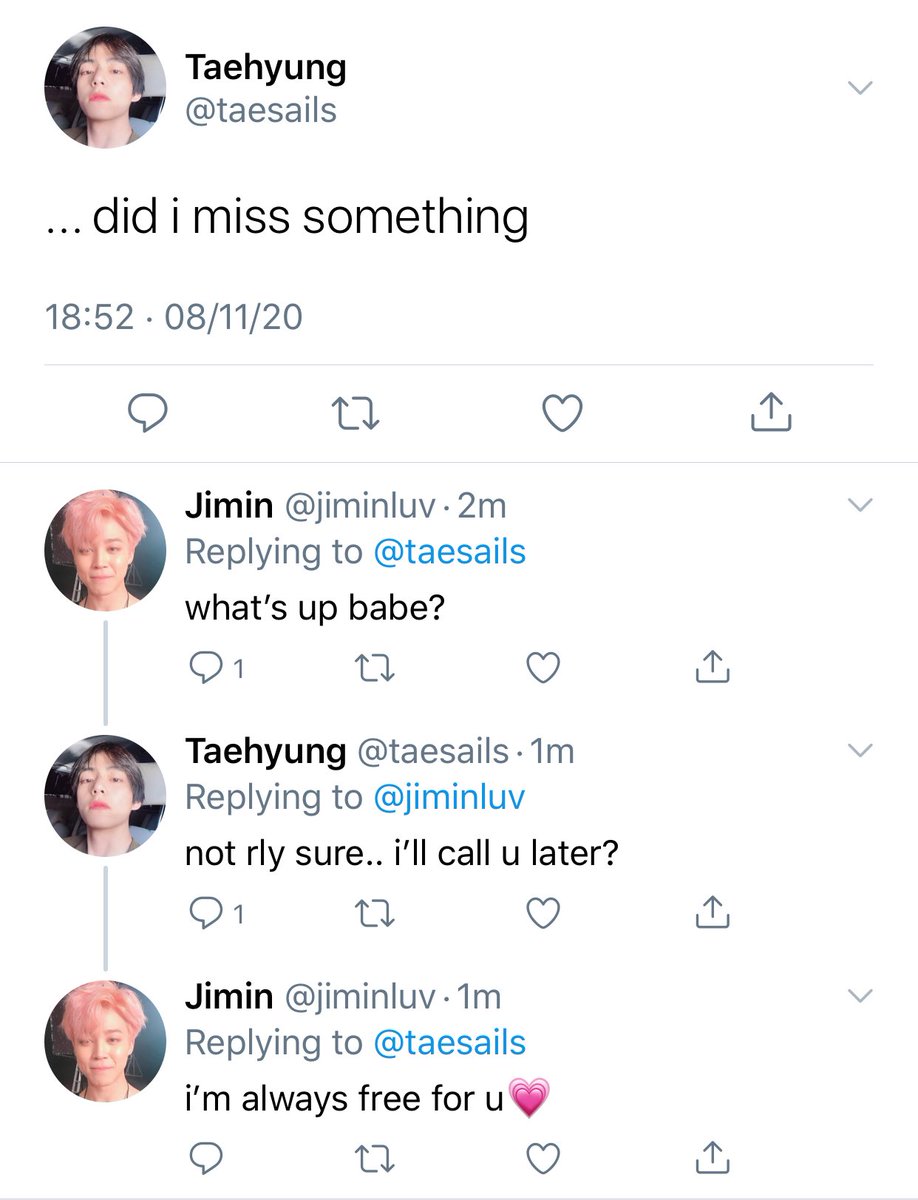 Taehyung
@taesails
... did i miss something
18:52 · 08/11/20
Jimin @jiminluv · 2m
Replying to @taesails
what’s up babe?
1
Taehyung @taesails · 1m
Replying to @jiminluv
not rly sure.. i’ll call u later?
1
Jimin @jiminluv · 1m
Replying to @taesails
i’m always free for u💗